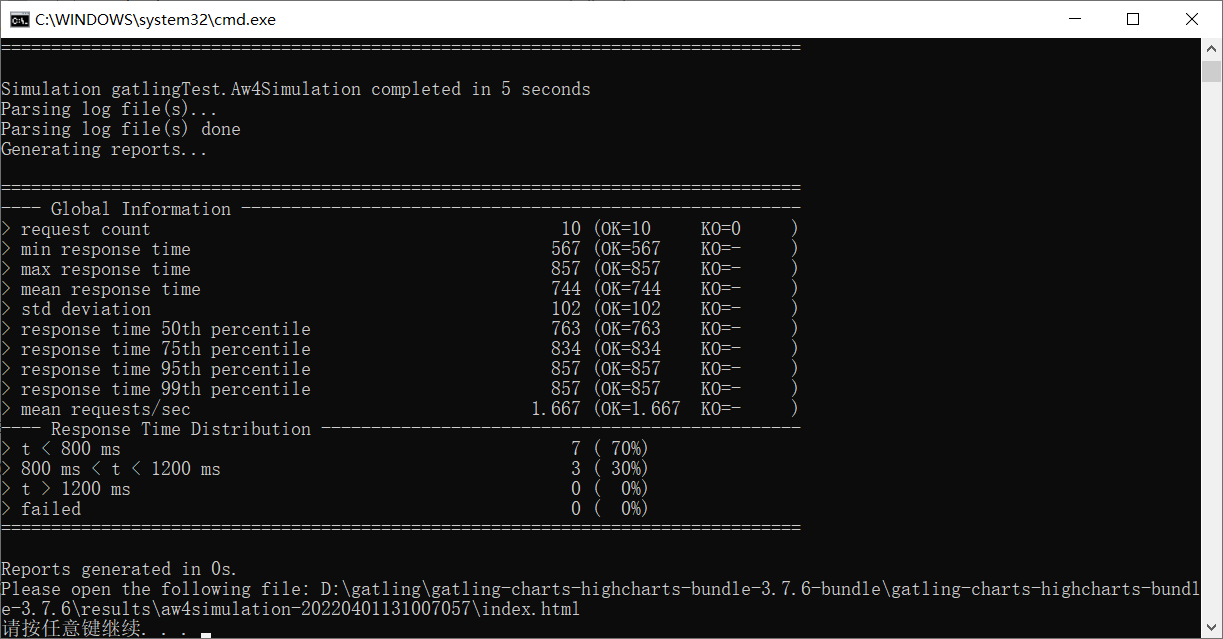 C:\WINDOWS\system32\cmd.exe
================================================================================
Simulation gatlingTest.Aw4Simulation completed in 5 seconds
Parsing log file(s)...
Parsing log file(s) done
Generating reports...
================================================================================
---- Global Information --------------------------------------------------------
> request count                                         10 (OK=10     KO=0     )
> min response time                                    567 (OK=567    KO=-     )
> max response time                                    857 (OK=857    KO=-     )
> mean response time                                   744 (OK=744    KO=-     )
> std deviation                                        102 (OK=102    KO=-     )
> response time 50th percentile                        763 (OK=763    KO=-     )
> response time 75th percentile                        834 (OK=834    KO=-     )
> response time 95th percentile                        857 (OK=857    KO=-     )
> response time 99th percentile                        857 (OK=857    KO=-     )
> mean requests/sec                                  1.667 (OK=1.667  KO=-     )
---- Response Time Distribution ------------------------------------------------
> t < 800 ms                                             7 ( 70%)
> 800 ms < t < 1200 ms                                   3 ( 30%)
> t > 1200 ms                                            0 (  0%)
> failed                                                 0 (  0%)
================================================================================
Reports generated in 0s.
Please open the following file: D:\gatling\gatling-charts-highcharts-bundle-3.7.6-bundle\gatling-charts-highcharts-bundl
e-3.7.6\results\aw4simulation-20220401131007057\index.html
请按任意键继续. . .